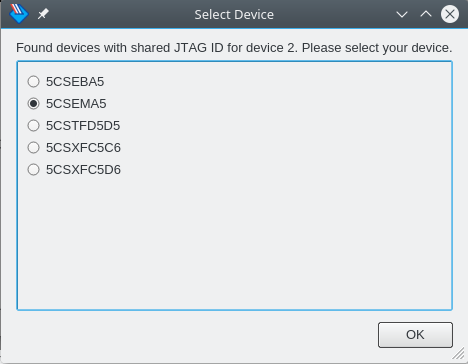 Select Device
Found devices with shared JTAG ID for device 2. Please select your device.
5CSEBA5
5CSEMA5
5CSTFD5D5
5CSXFC5C6
5CSXFC5D6
OK